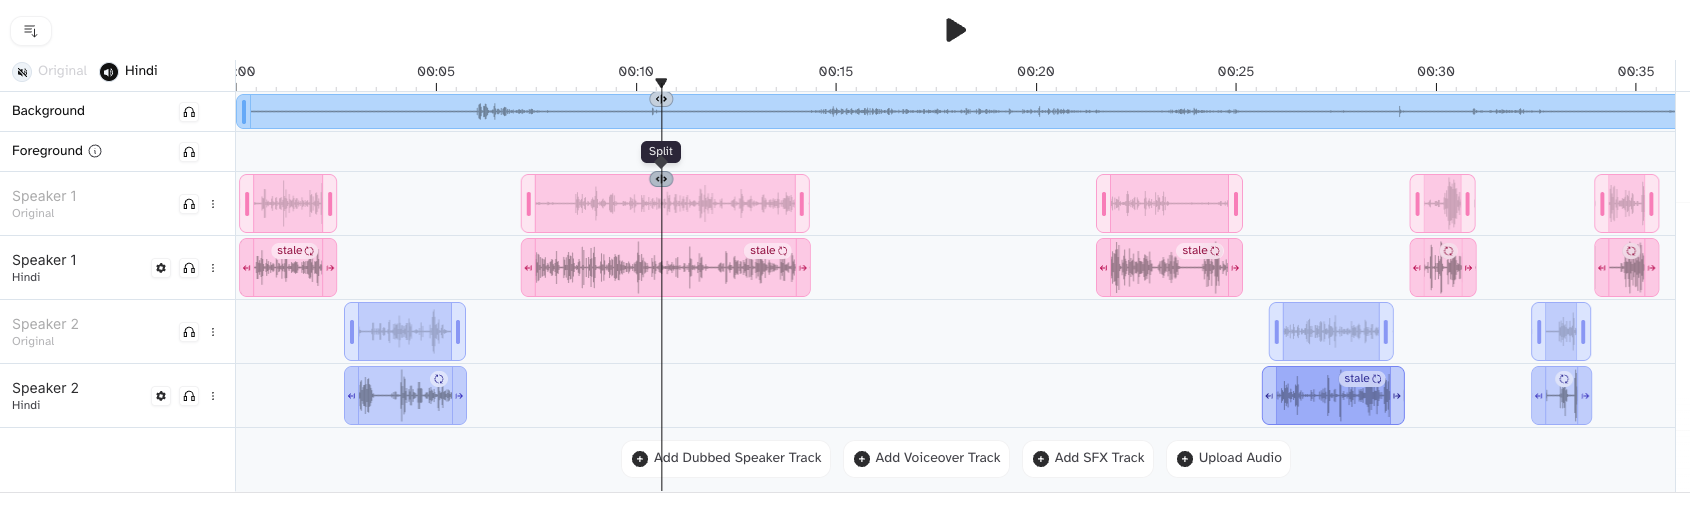 Original Hindi :00 00:05 00:10 00:15 00:20 00:25 00:30 00:35
Background
Split
Foreground
Speaker 1
Original
Speaker 1 stale stale stale
Hindi
Speaker 2
Original
Speaker 2 stale
Hindi
Add Dubbed Speaker Track Add Voiceover Track Add SFX Track Upload Audio